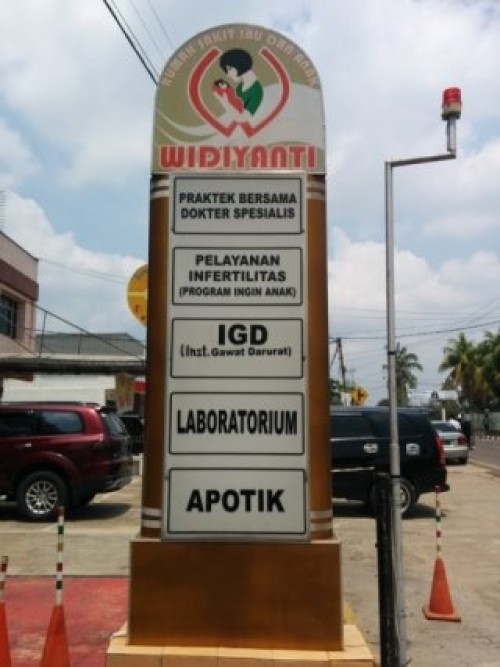 RUMAH SAKIT IBU DAN ANAK
WIDIYANTI
PRAKTEK BERSAMA
DOKTER SPESIALIS
PELAYANAN
INFERTILITAS
(PROGRAM INGIN ANAK)
IGD
(Inst. Gawat Darurat)
LABORATORIUM
APOTIK